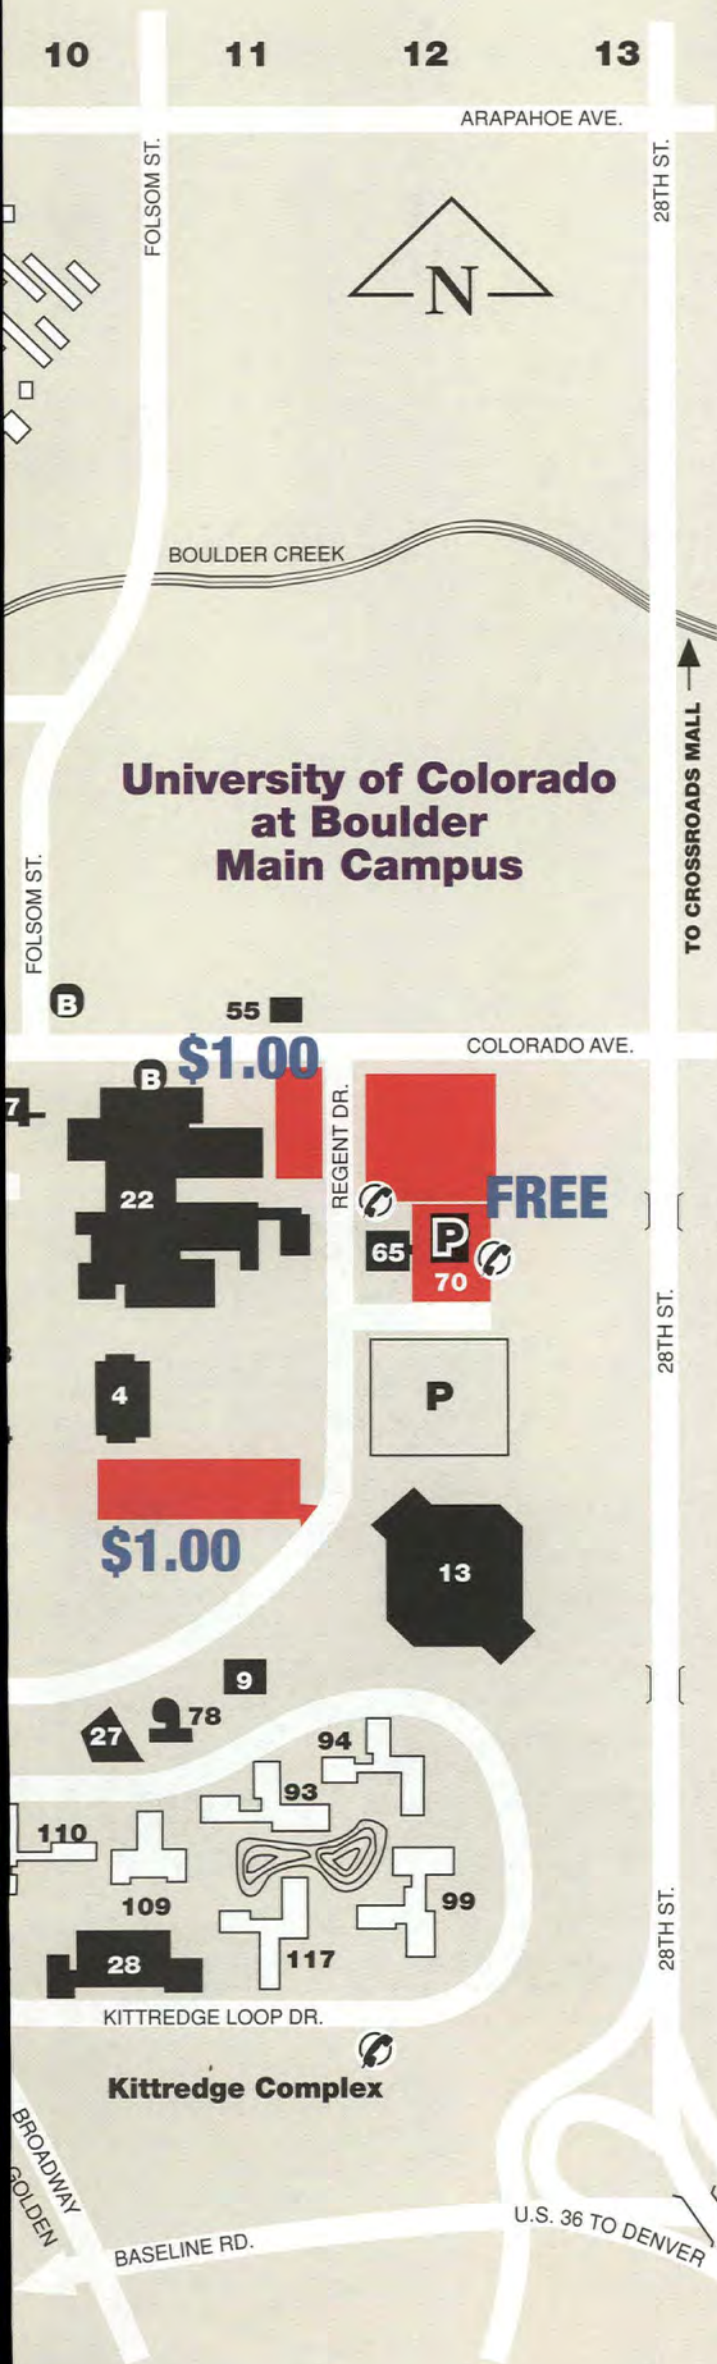 10 11 12 13
ARAPAHOE AVE.
FOLSOM ST.
28TH ST.
N
BOULDER CREEK
TO CROSSROADS MALL
University of Colorado
at Boulder
Main Campus
FOLSOM ST.
B
55
$1.00
COLORADO AVE.
B
7
REGENT DR.
22
FREE
65
P
70
28TH ST.
4
P
$1.00
13
9
78
27
94
93
110
109
99
28
117
28TH ST.
KITTREDGE LOOP DR.
Kittredge Complex
BROADWAY
GOLDEN
U.S. 36 TO DENVER
BASELINE RD.